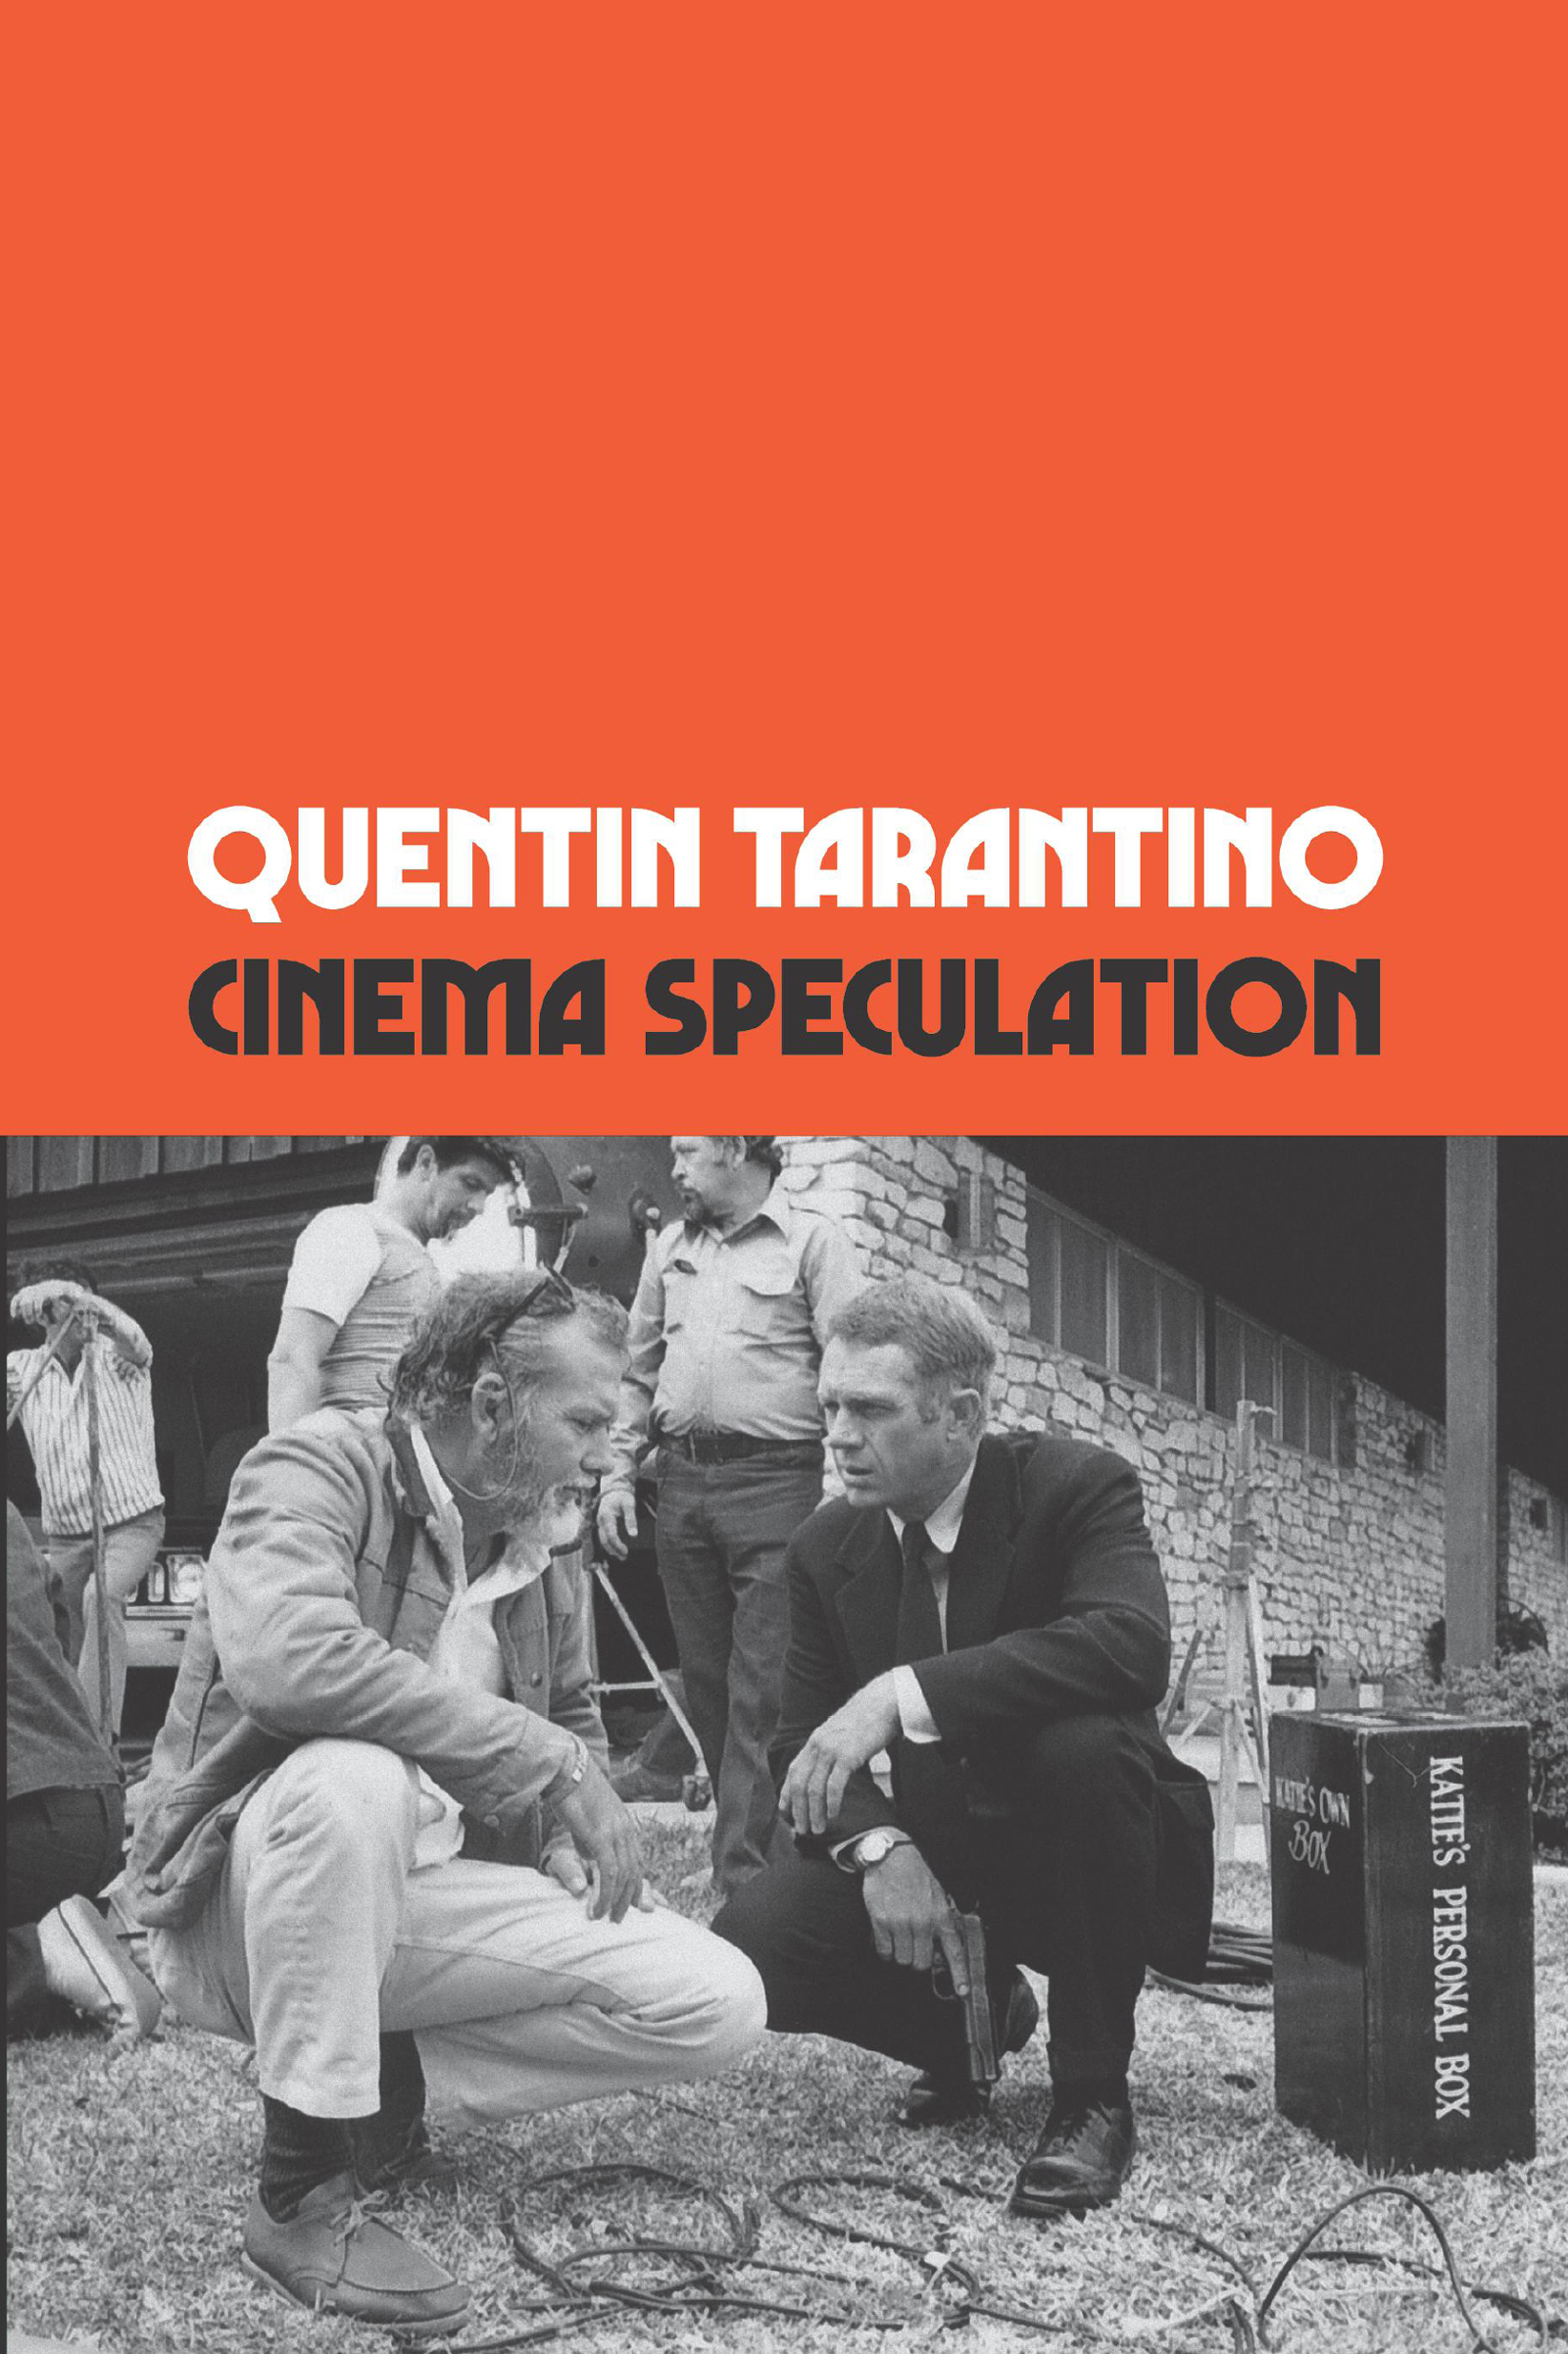 QUENTIN TARANTINO
CINEMA SPECULATION
KATIE'S OWN
BOX
KATIE'S PERSONAL BOX